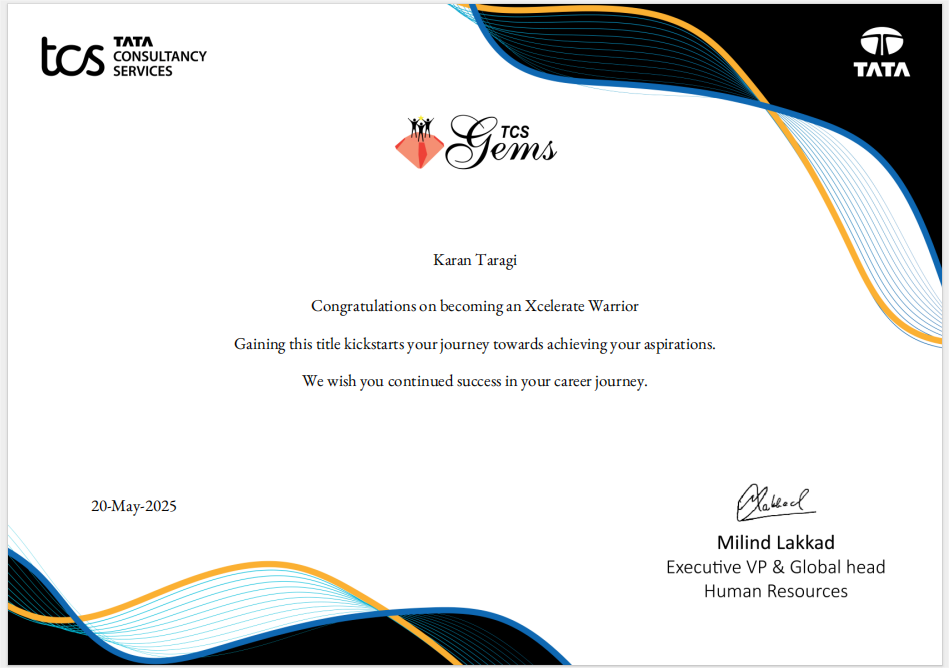 tcs TATA
CONSULTANCY
SERVICES
TATA
TCS
Gems
Karan Taragi
Congratulations on becoming an Xcelerate Warrior
Gaining this title kickstarts your journey towards achieving your aspirations.
We wish you continued success in your career journey.
20-May-2025
Lakkad
Milind Lakkad
Executive VP & Global head
Human Resources